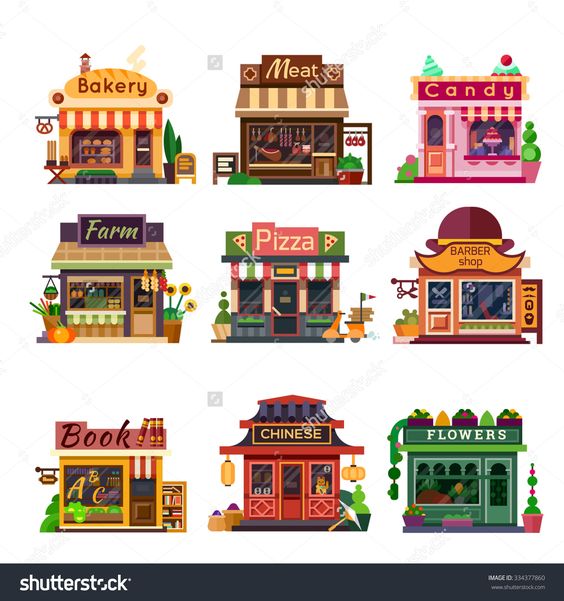 Bakery
Meat
Candy
Farm
Pizza
BARBER
shop
Book
A
B
C
CHINESE
FLOWERS
shutterstock
IMAGE ID: 334377860
www.shutterstock.com